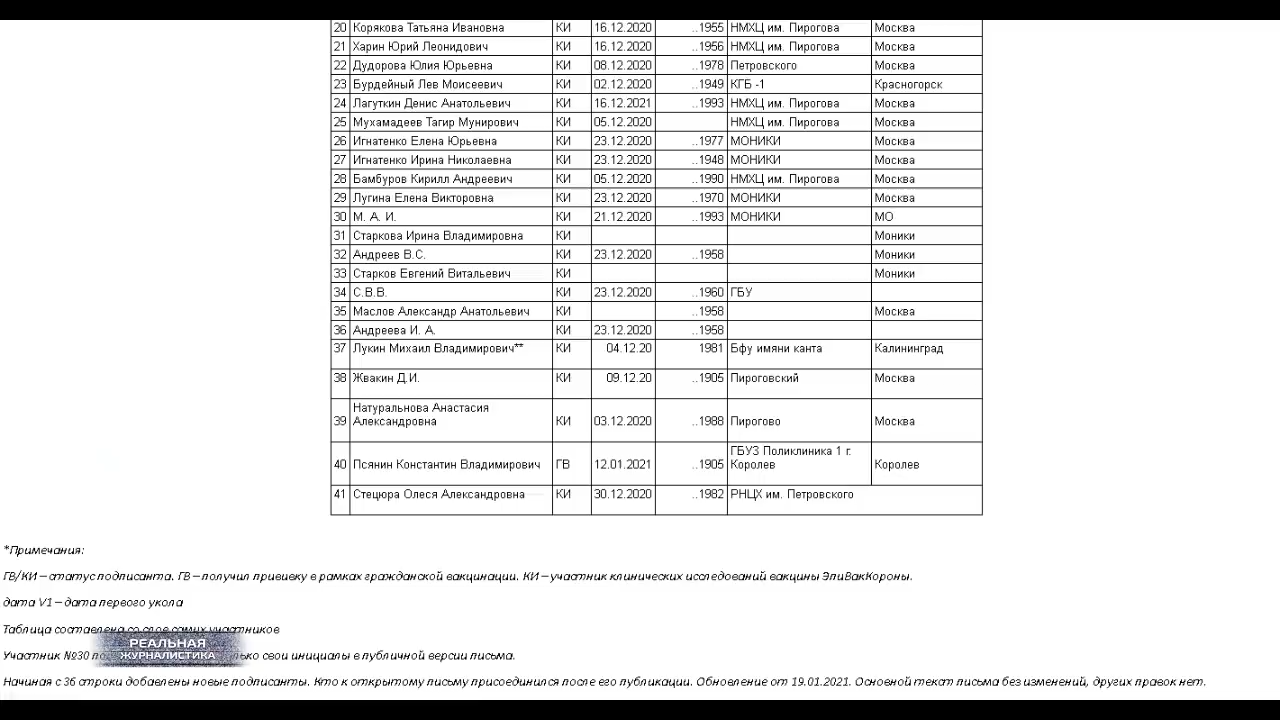 20 Корякова Татьяна Ивановна КИ 16.12.2020 ..1955 НМХЦ им. Пирогова Москва
21 Харин Юрий Леонидович КИ 16.12.2020 ..1956 НМХЦ им. Пирогова Москва
22 Дудорова Юлия Юрьевна КИ 08.12.2020 ..1978 Петровского Москва
23 Бурдейный Лев Моисеевич КИ 02.12.2020 ..1949 КГБ -1 Красногорск
24 Лагуткин Денис Анатольевич КИ 16.12.2021 ..1993 НМХЦ им. Пирогова Москва
25 Мухамадеев Тагир Мунирович КИ 05.12.2020 НМХЦ им. Пирогова Москва
26 Игнатенко Елена Юрьевна КИ 23.12.2020 ..1977 МОНИКИ Москва
27 Игнатенко Ирина Николаевна КИ 23.12.2020 ..1948 МОНИКИ Москва
28 Бамбуров Кирилл Андреевич КИ 05.12.2020 ..1990 НМХЦ им. Пирогова Москва
29 Лугина Елена Викторовна КИ 23.12.2020 ..1970 МОНИКИ Москва
30 М. А. И. КИ 21.12.2020 ..1993 МОНИКИ МО
31 Старкова Ирина Владимировна КИ Моники
32 Андреев В.С. КИ 23.12.2020 ..1958 Моники
33 Старков Евгений Витальевич КИ Моники
34 С.В.В. КИ 23.12.2020 ..1960 ГБУ
35 Маслов Александр Анатольевич КИ ..1958 Москва
36 Андреева И. А. КИ 23.12.2020 ..1958
37 Лукин Михаил Владимирович** КИ 04.12.20 1981 Бфу имяни канта Калининград
38 Жвакин Д.И. КИ 09.12.20 ..1905 Пироговский Москва
Натуральнова Анастасия
39 Александровна КИ 03.12.2020 ..1988 Пирогово Москва
ГБУЗ Поликлиника 1 г.
40 Псянин Константин Владимирович ГВ 12.01.2021 ..1905 Королев Королев
41 Стецюра Олеся Александровна КИ 30.12.2020 ..1982 РНЦХ им. Петровского
*Примечания:
ГВ/КИ – статус подписанта. ГВ – получил прививку в рамках гражданской вакцинации. КИ – участник клинических исследований вакцины ЭпиВакКороны.
дата V1 – дата первого укола
Таблица составлена со слов самих участников
РЕАЛЬНАЯ
ЖУРНАЛИСТИКА
Участник №30 свои инициалы в публичной версии письма.
Начиная с 36 строки добавлены новые подписанты. Кто к открытому письму присоединился после его публикации. Обновление от 19.01.2021. Основной текст письма без изменений, других правок нет.